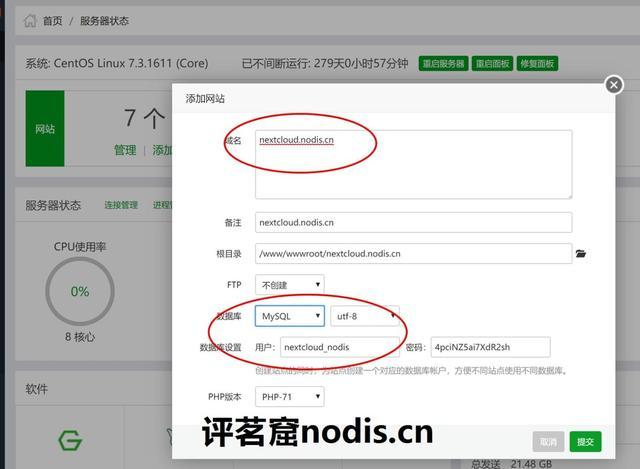 首页 / 服务器状态
系统: CentOS Linux 7.3.1611 (Core) 已不间断运行: 279天0小时57分钟 重启服务器 重启面板 修复面板
添加网站
网站
7 个
管理 | 添加
域名 nextcloud.nodis.cn
服务器状态 连接管理 进程管
备注 nextcloud.nodis.cn
CPU使用率
根目录 /www/wwwroot/nextcloud.nodis.cn
0%
FTP 不创建
8 核心
数据库 MySQL utf-8
数据库设置 用户: nextcloud_nodis 密码: 4pciNZ5ai7XdR2sh
创建站点的同时，为站点创建一个对应的数据库帐户，方便不同站点使用不同数据库。
软件
PHP版本 PHP-71
评茗窟nodis.cn
取消 提交
总发送 21.48 GB